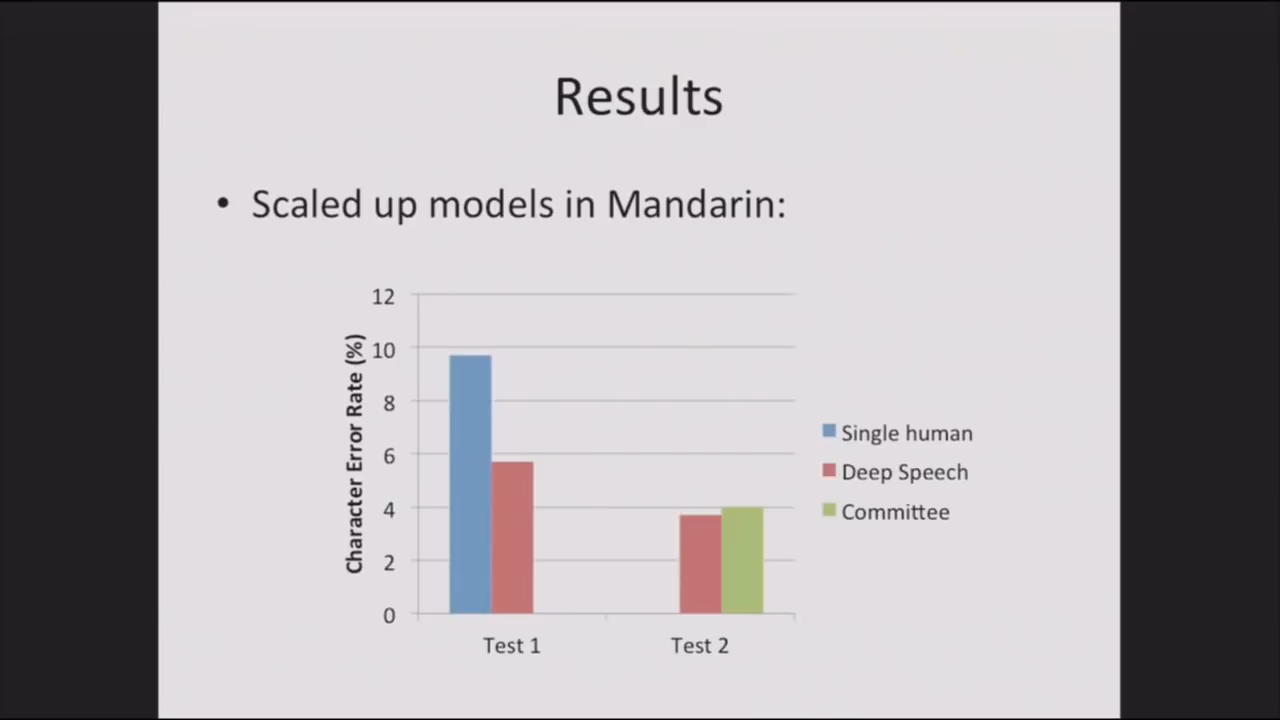 Results
• Scaled up models in Mandarin:
12
10
8
6
4
2
0
Character Error Rate (%)
Test 1
Test 2
Single human
Deep Speech
Committee